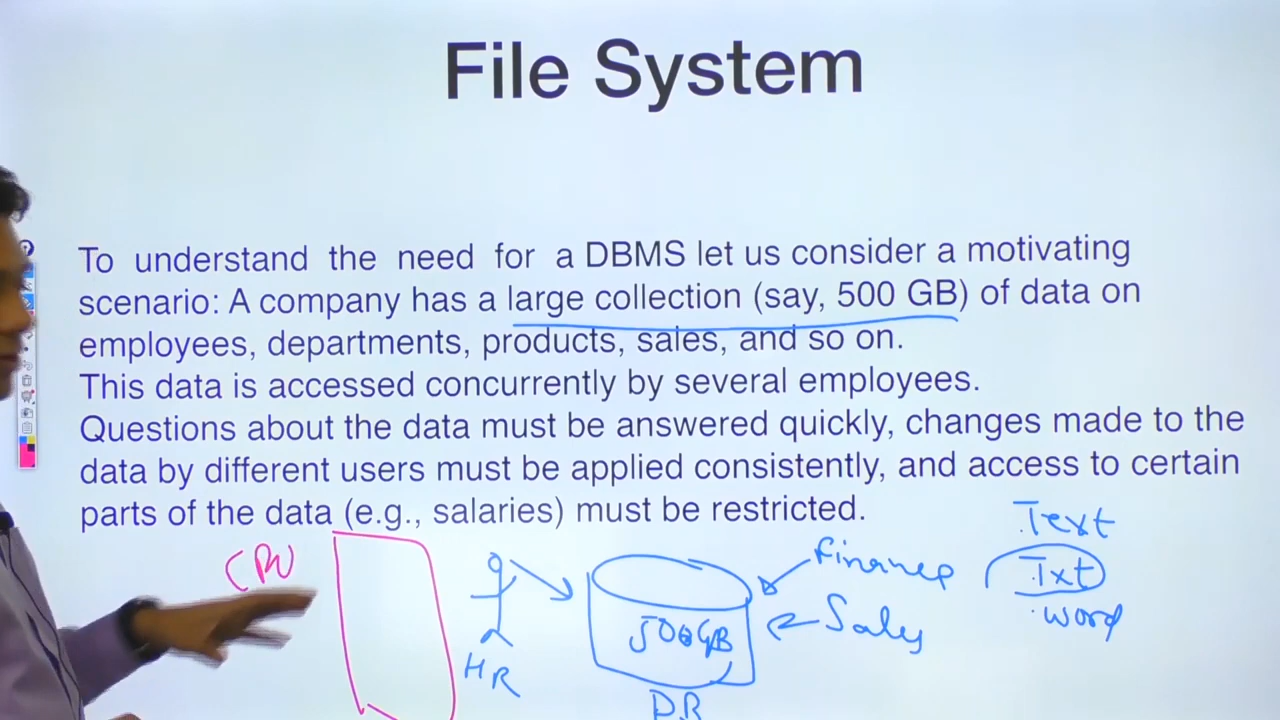 File System
To understand the need for a DBMS let us consider a motivating
scenario: A company has a large collection (say, 500 GB) of data on
employees, departments, products, sales, and so on.
This data is accessed concurrently by several employees.
Questions about the data must be answered quickly, changes made to the
data by different users must be applied consistently, and access to certain
parts of the data (e.g., salaries) must be restricted.
CPU
HR
500GB
DB
Finance
Sales
.Text
.Txt
.word